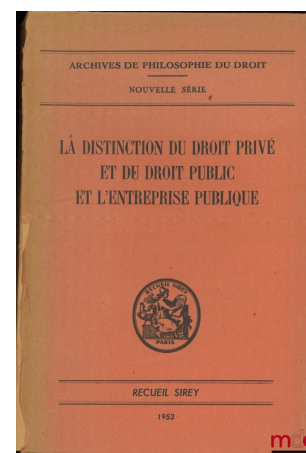 ARCHIVES DE PHILOSOPHIE DU DROIT
NOUVELLE SÉRIE
LA DISTINCTION DU DROIT PRIVÉ
ET DU DROIT PUBLIC
ET L'ENTREPRISE PUBLIQUE
RECUEIL SIREY
PARIS
RECUEIL SIREY
1952